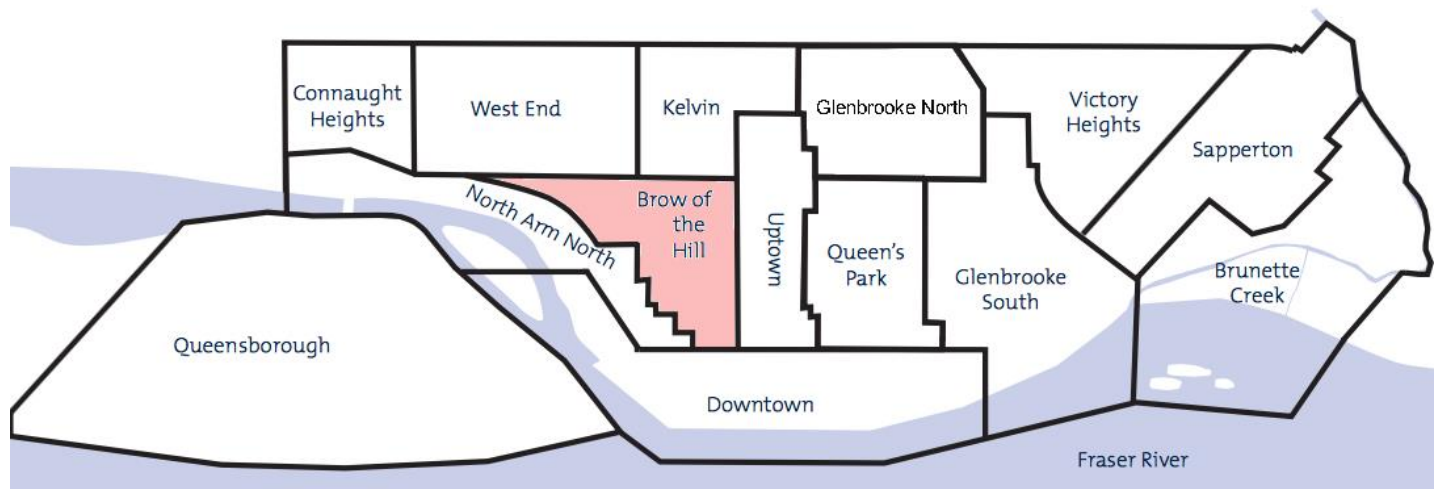 Connaught
Heights
West End
Kelvin
Glenbrooke North
Victory
Heights
Sapperton
North Arm North
Brow of
the
Hill
Uptown
Queen's
Park
Glenbrooke
South
Brunette
Creek
Queensborough
Downtown
Fraser River